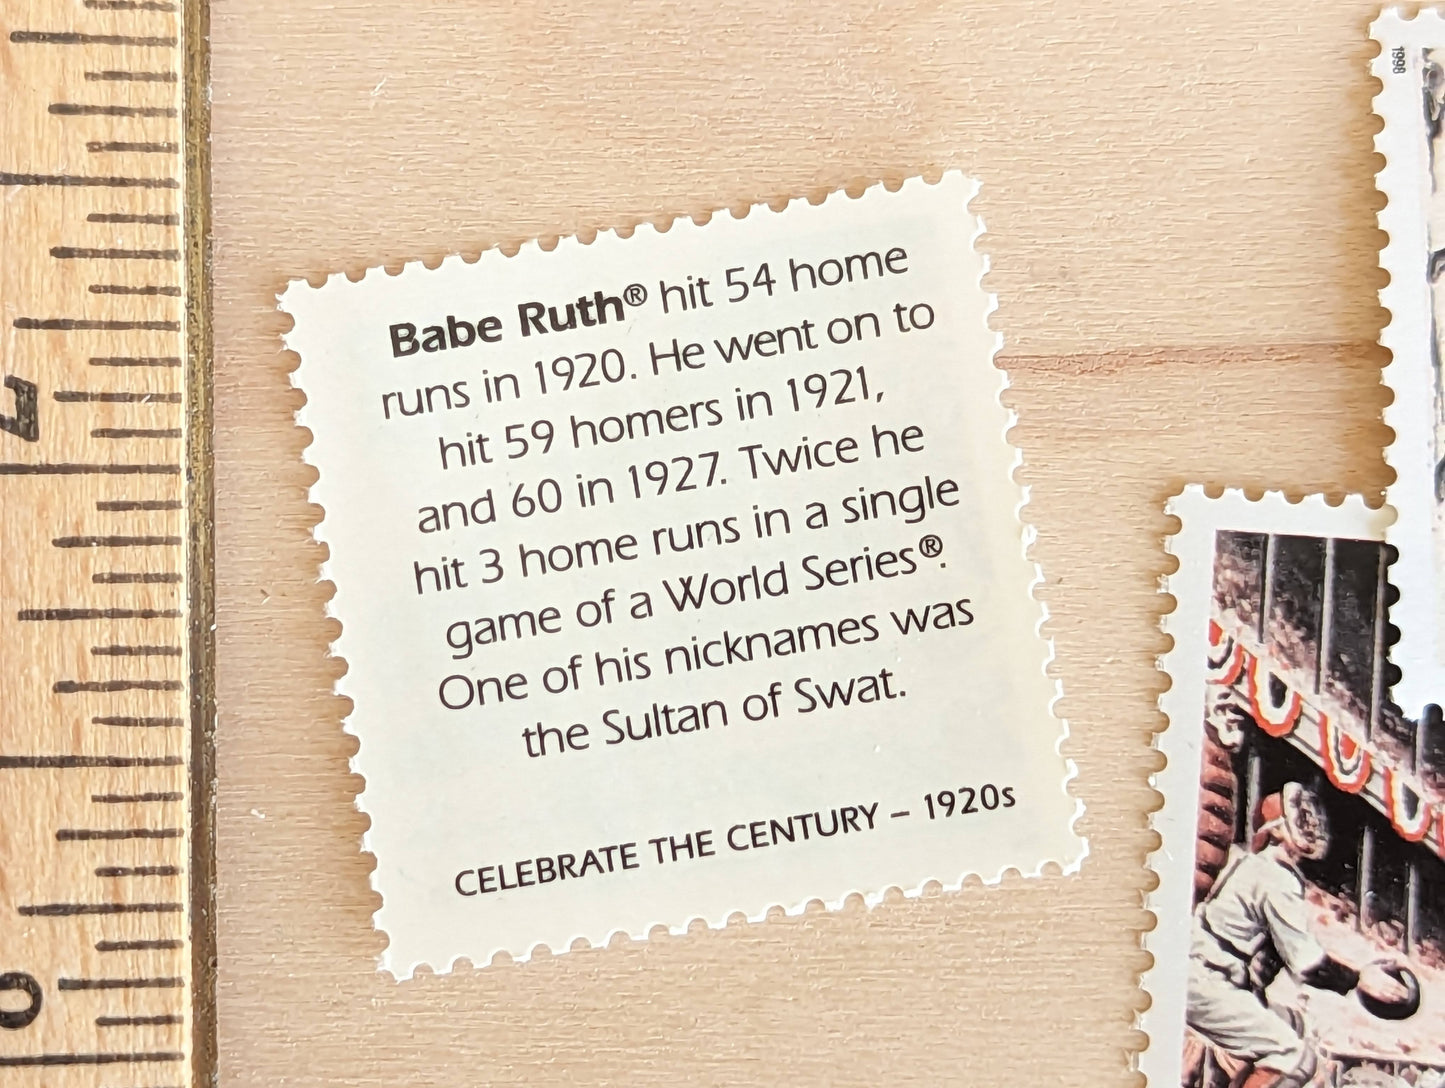 Babe Ruth® hit 54 home
runs in 1920. He went on to
hit 59 homers in 1921,
and 60 in 1927. Twice he
hit 3 home runs in a single
game of a World Series®.
One of his nicknames was
the Sultan of Swat.
CELEBRATE THE CENTURY – 1920s
1998
7